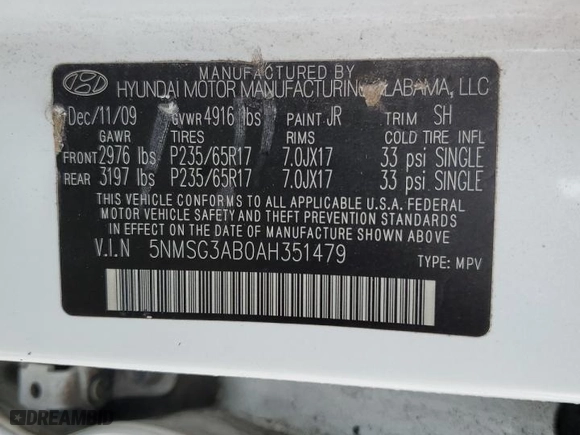 MANUFACTURED BY
HYUNDAI MOTOR MANUFACTURING ALABAMA, LLC
Dec/11/09 GVWR 4916 lbs PAINT JR TRIM SH
GAWR TIRES RIMS COLD TIRE INFL
FRONT 2976 lbs P235/65R17 7.0JX17 33 psi SINGLE
REAR 3197 lbs P235/65R17 7.0JX17 33 psi SINGLE
THIS VEHICLE CONFORMS TO ALL APPLICABLE U.S.A. FEDERAL
MOTOR VEHICLE SAFETY AND THEFT PREVENTION STANDARDS
IN EFFECT ON THE DATE OF MANUFACTURE SHOWN ABOVE.
V.I.N 5NMSG3AB0AH351479 TYPE: MPV
DREAMBID